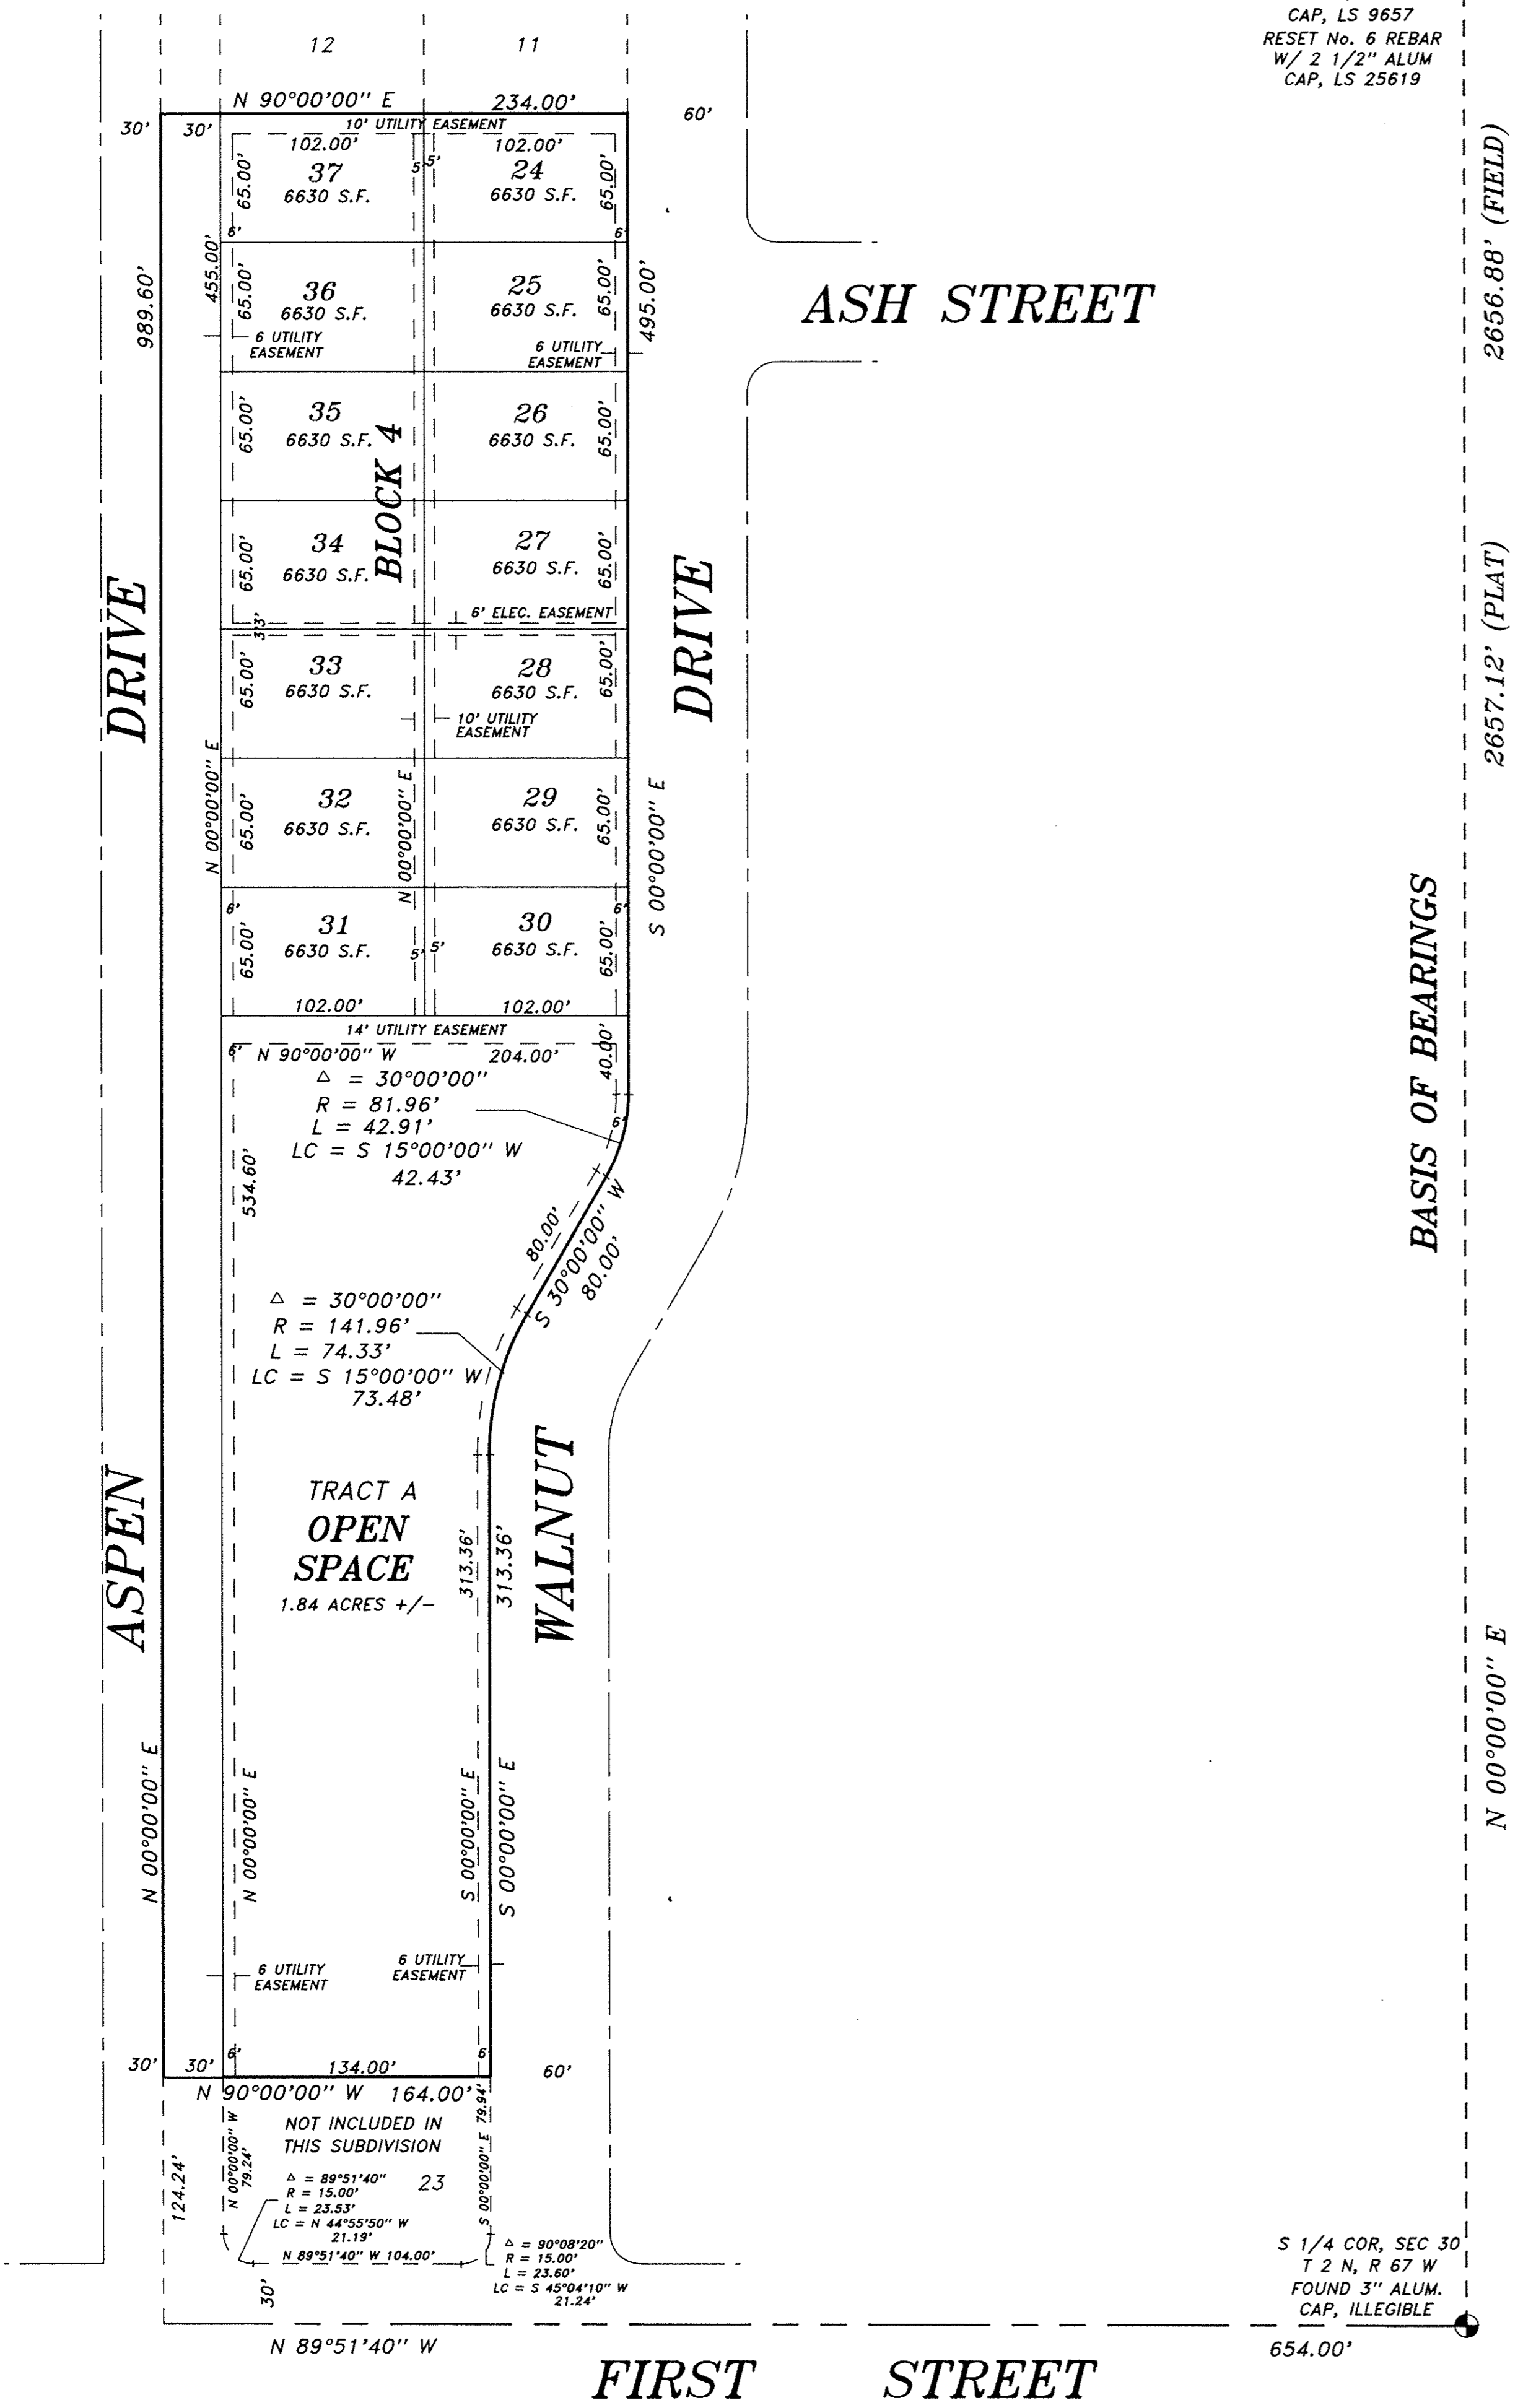 CAP, LS 9657
RESET No. 6 REBAR
W/ 2 1/2" ALUM
CAP, LS 25619
12
11
N 90°00'00" E
234.00'
30'
30'
60'
10' UTILITY EASEMENT
102.00'
102.00'
5'
5'
37
6630 S.F.
65.00'
24
6630 S.F.
65.00'
6'
6'
989.60'
455.00'
36
6630 S.F.
65.00'
25
6630 S.F.
65.00'
495.00'
ASH STREET
2656.88' (FIELD)
6 UTILITY
EASEMENT
6 UTILITY
EASEMENT
35
6630 S.F.
65.00'
26
6630 S.F.
65.00'
BLOCK 4
34
6630 S.F.
65.00'
27
6630 S.F.
65.00'
2657.12' (PLAT)
6' ELEC. EASEMENT
3'
3'
DRIVE
DRIVE
33
6630 S.F.
65.00'
28
6630 S.F.
65.00'
10' UTILITY
EASEMENT
N 00°00'00" E
N 00°00'00" E
S 00°00'00" E
32
6630 S.F.
65.00'
29
6630 S.F.
65.00'
6'
6'
31
6630 S.F.
65.00'
30
6630 S.F.
65.00'
5'
5'
102.00'
102.00'
BASIS OF BEARINGS
14' UTILITY EASEMENT
6'
N 90°00'00" W
204.00'
40.00'
Δ = 30°00'00"
R = 81.96'
L = 42.91'
LC = S 15°00'00" W
42.43'
6'
534.60'
80.00'
S 30°00'00" W
80.00'
Δ = 30°00'00"
R = 141.96'
L = 74.33'
LC = S 15°00'00" W
73.48'
ASPEN
TRACT A
OPEN
SPACE
1.84 ACRES +/-
313.36'
313.36'
WALNUT
N 00°00'00" E
N 00°00'00" E
N 00°00'00" E
S 00°00'00" E
S 00°00'00" E
6 UTILITY
EASEMENT
6 UTILITY
EASEMENT
30'
30'
6'
134.00'
6'
60'
N 90°00'00" W
164.00'
NOT INCLUDED IN
THIS SUBDIVISION
23
N 00°00'00" W
79.24'
S 00°00'00" E 79.94'
124.24'
Δ = 89°51'40"
R = 15.00'
L = 23.53'
LC = N 44°55'50" W
21.19'
N 89°51'40" W 104.00'
30'
Δ = 90°08'20"
R = 15.00'
L = 23.60'
LC = S 45°04'10" W
21.24'
S 1/4 COR, SEC 30
T 2 N, R 67 W
FOUND 3" ALUM.
CAP, ILLEGIBLE
N 89°51'40" W
654.00'
FIRST STREET